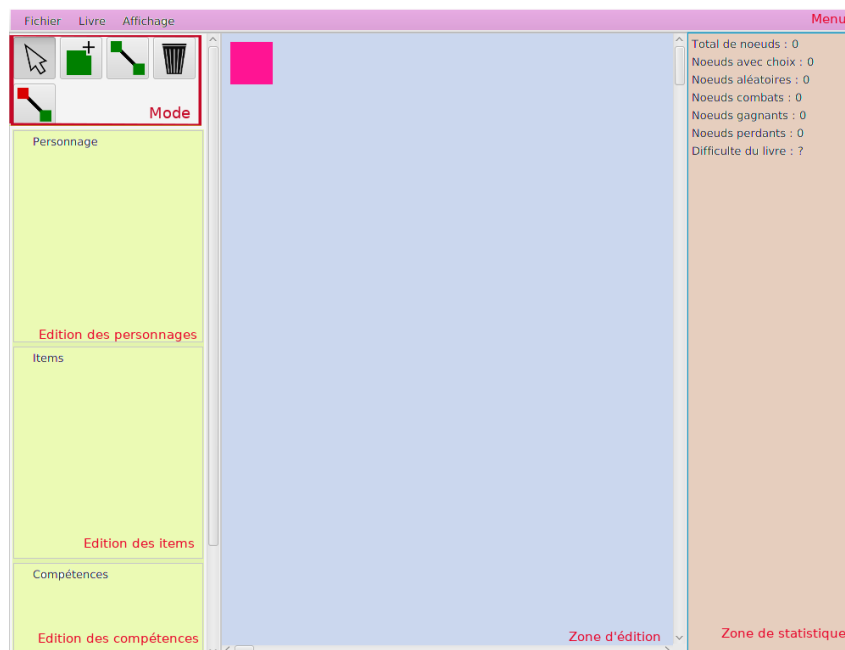 Fichier Livre Affichage Menu
Mode
Personnage
Edition des personnages
Items
Edition des items
Compétences
Edition des compétences
Zone d'édition
Total de noeuds : 0
Noeuds avec choix : 0
Noeuds aléatoires : 0
Noeuds combats : 0
Noeuds gagnants : 0
Noeuds perdants : 0
Difficulte du livre : ?
Zone de statistique